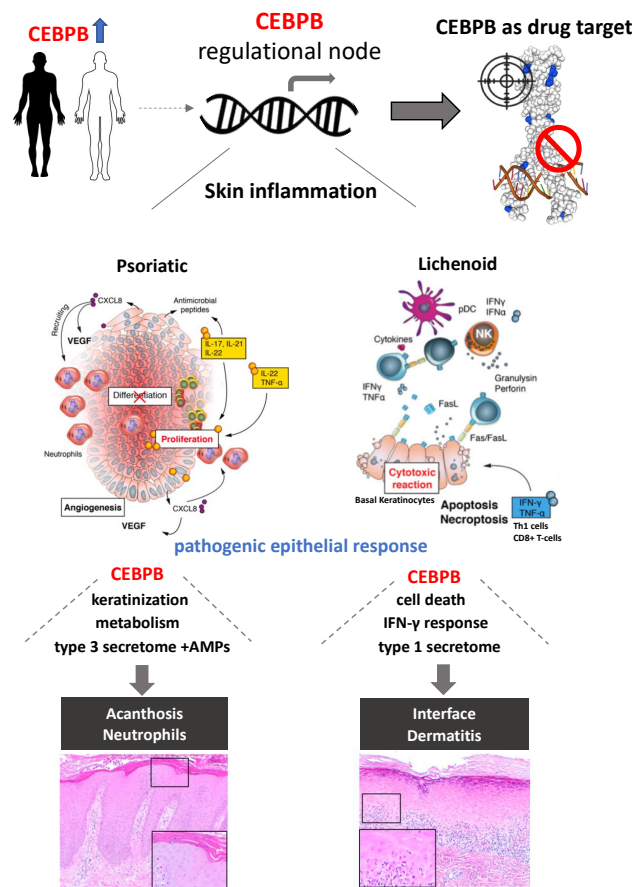 CEBPB
CEBPB
regulational node
CEBPB as drug target
Skin inflammation
Psoriatic
Recruiting
CXCL8
VEGF
Antimicrobial
peptides
IL-17, IL-21
IL-22
IL-22
TNF-α
Differentiation
Proliferation
Neutrophils
Angiogenesis
CXCL8
VEGF
Lichenoid
pDC
IFNγ
IFNα
NK
Cytokines
IFNγ
TNFα
Granulysin
Perforin
FasL
Fas/FasL
Cytotoxic
reaction
Basal Keratinocytes
Apoptosis
Necroptosis
IFN-γ
TNF-α
Th1 cells
CD8+ T-cells
pathogenic epithelial response
CEBPB
keratinization
metabolism
type 3 secretome +AMPs
Acanthosis
Neutrophils
CEBPB
cell death
IFN-γ response
type 1 secretome
Interface
Dermatitis